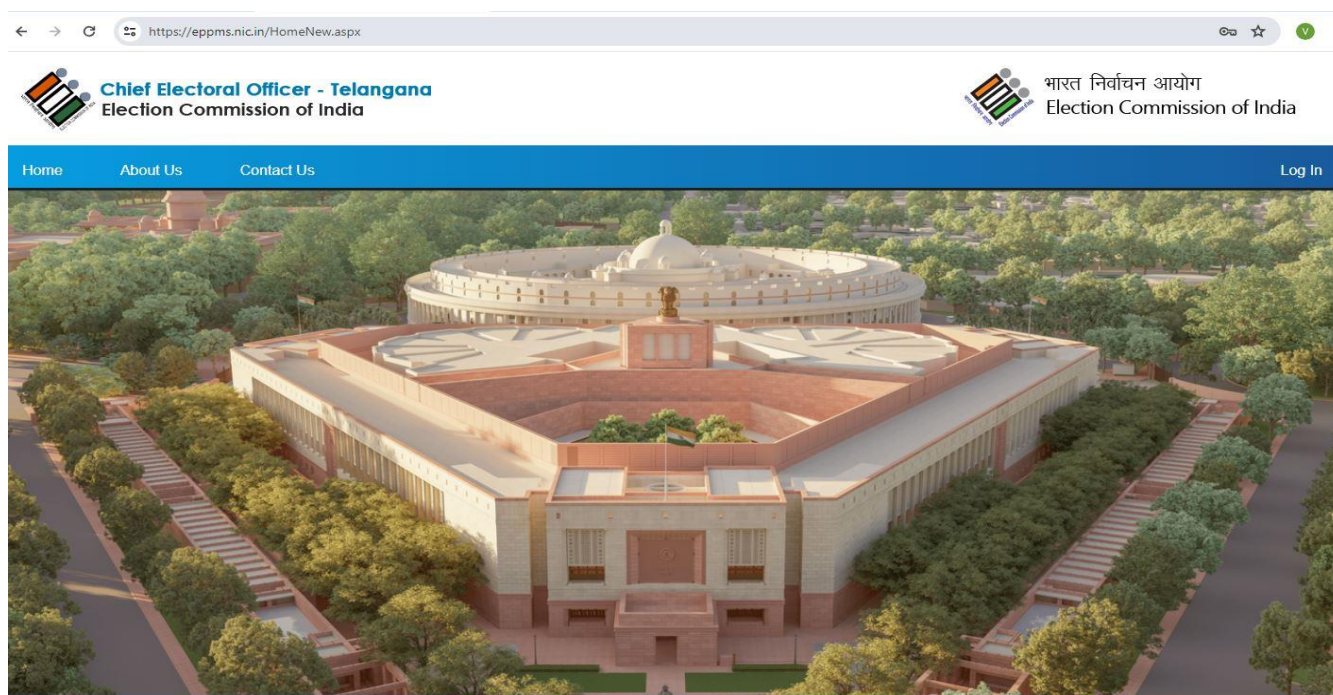 https://eppms.nic.in/HomeNew.aspx
V
Chief Electoral Officer - Telangana
Election Commission of India
भारत निर्वाचन आयोग
Election Commission of India
Home About Us Contact Us Log In